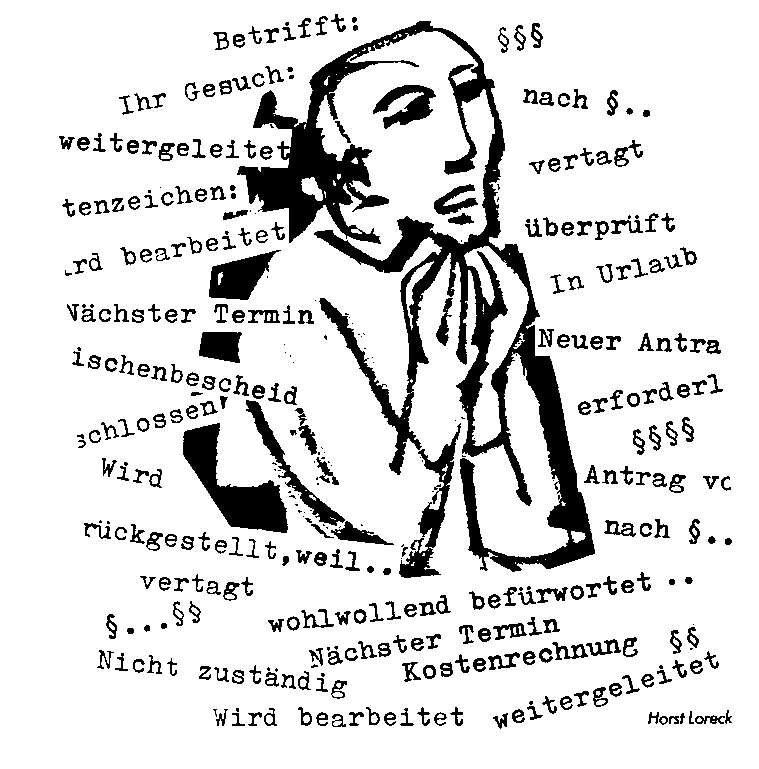 Betrifft:
§§§
Ihr Gesuch:
nach §..
weitergeleitet
vertagt
tenzeichen:
überprüft
rd bearbeitet
In Urlaub
Nächster Termin
Neuer Antra
ischenbescheid
erforderl
schlossen
§§§§
Wird
Antrag vo
rückgestellt,weil..
nach §..
vertagt
wohlwollend befürwortet ..
§...§§
Nächster Termin
Nicht zuständig
Kostenrechnung §§
Wird bearbeitet
weitergeleitet
Horst Loreck